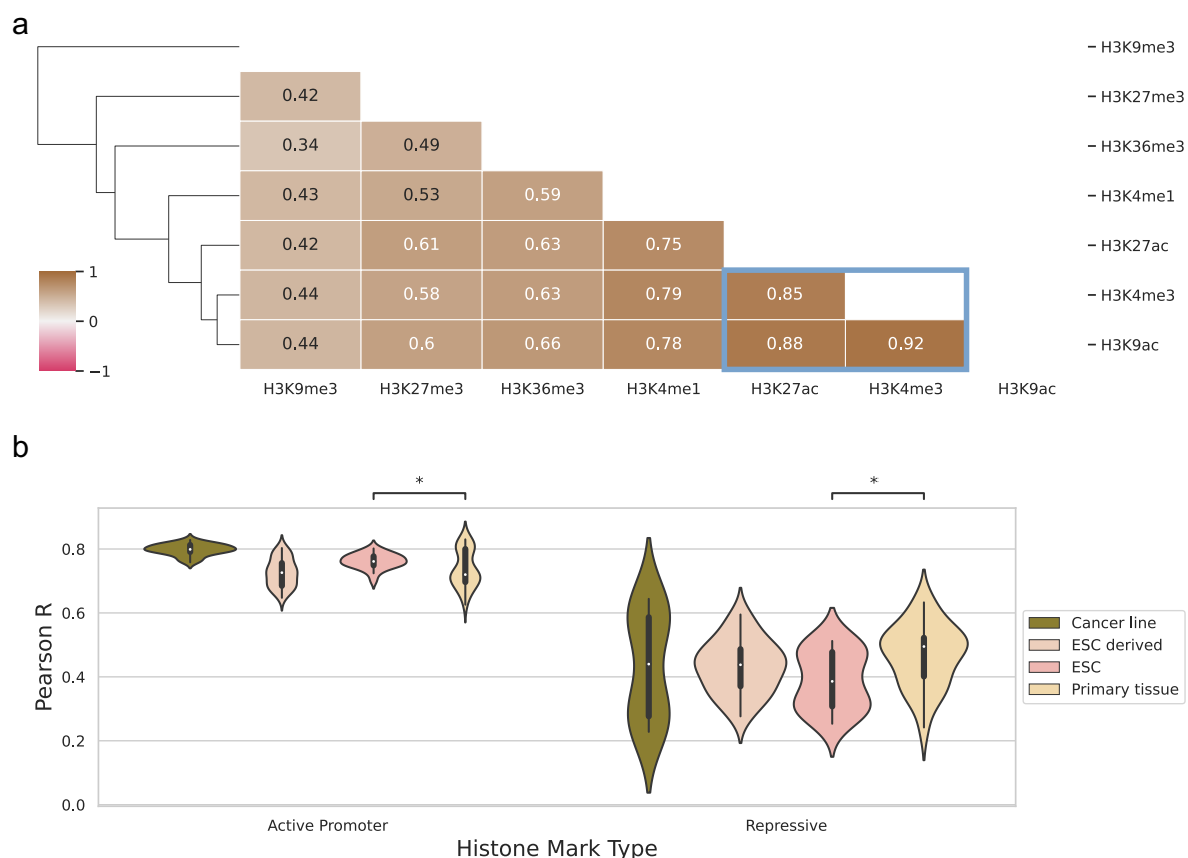 a
H3K9me3
0.42
H3K27me3
0.34 0.49
H3K36me3
0.43 0.53 0.59
H3K4me1
0.42 0.61 0.63 0.75
H3K27ac
0.44 0.58 0.63 0.79 0.85
H3K4me3
0.44 0.6 0.66 0.78 0.88 0.92
H3K9ac
1
0
−1
H3K9me3 H3K27me3 H3K36me3 H3K4me1 H3K27ac H3K4me3 H3K9ac
b
* *
0.8
0.6
0.4
0.2
0.0
Pearson R
Cancer line
ESC derived
ESC
Primary tissue
Active Promoter Repressive
Histone Mark Type